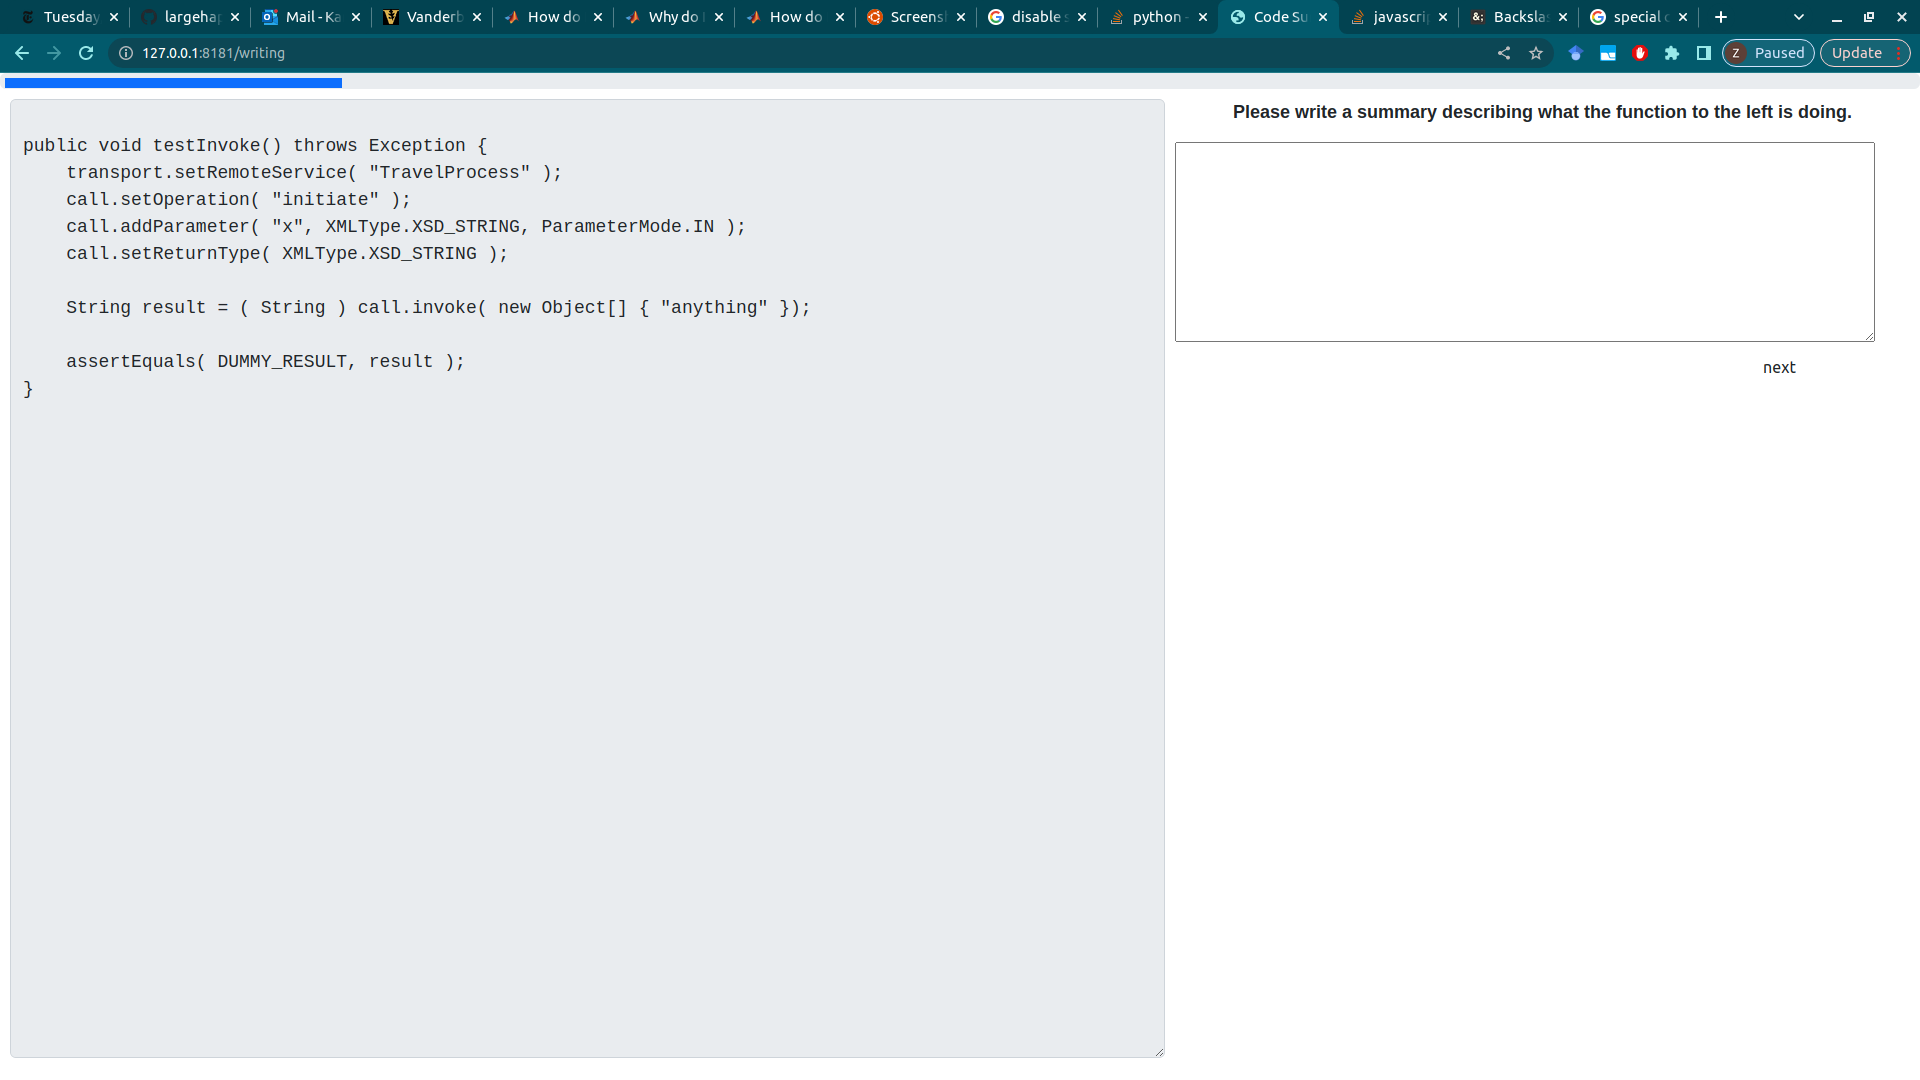 Tuesday
largeha
Mail - Ka
Vanderb
How do
Why do
How do
Screens
disable s
python -
Code Su
javascri
Backsla
special c
127.0.0.1:8181/writing
Z Paused
Update
public void testInvoke() throws Exception {
transport.setRemoteService( "TravelProcess" );
call.setOperation( "initiate" );
call.addParameter( "x", XMLType.XSD_STRING, ParameterMode.IN );
call.setReturnType( XMLType.XSD_STRING );
String result = ( String ) call.invoke( new Object[] { "anything" });
assertEquals( DUMMY_RESULT, result );
}
Please write a summary describing what the function to the left is doing.
next